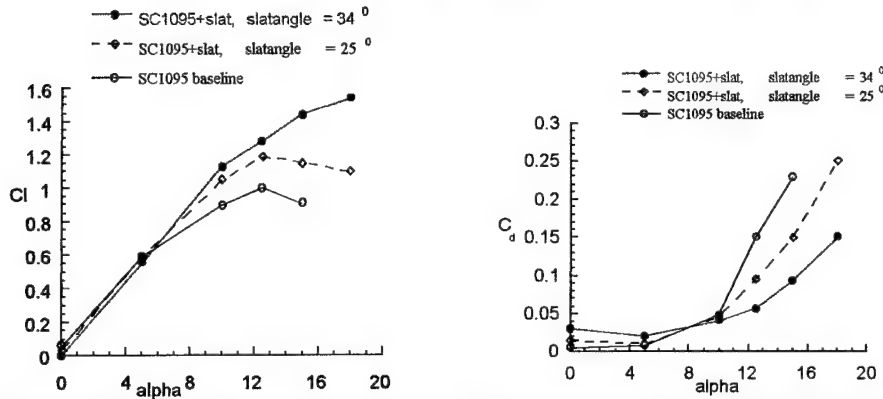 SC1095+slat, slatangle = 34 0
SC1095+slat, slatangle = 25 0
SC1095 baseline
1.6
1.4
1.2
1.0
0.8
0.6
0.4
0.2
0
Cl
0 4 8 12 16 20
alpha
SC1095+slat, slatangle = 34 0
SC1095+slat, slatangle = 25 0
SC1095 baseline
0.3
0.25
0.2
0.15
0.1
0.05
0
Cd
0 4 8 12 16 20
alpha